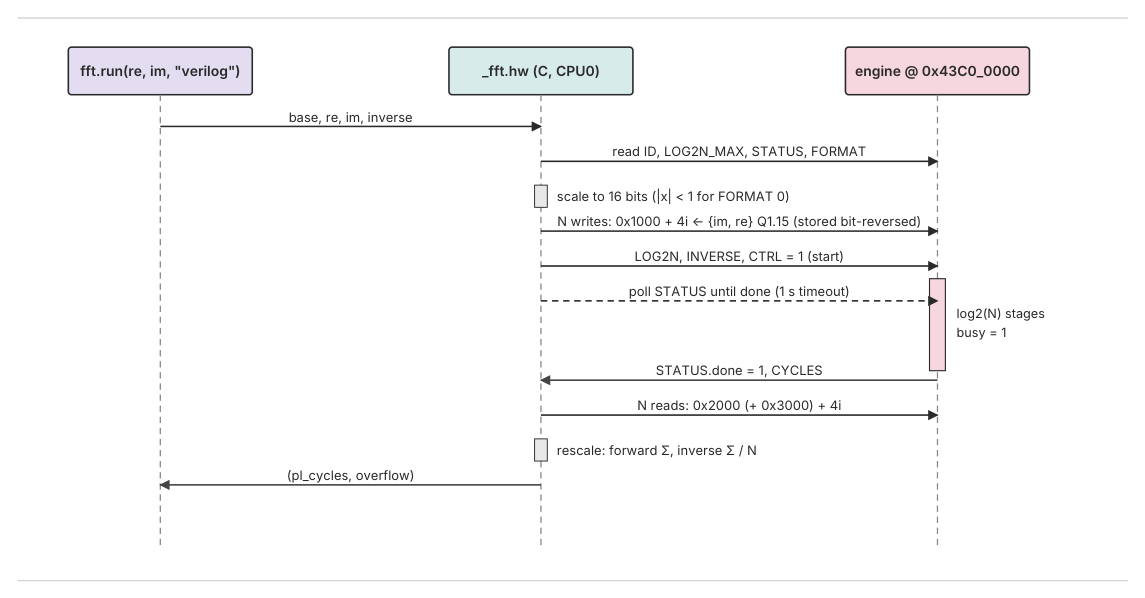 fft.run(re, im, "verilog")
_fft.hw (C, CPU0)
engine @ 0x43C0_0000
base, re, im, inverse
read ID, LOG2N_MAX, STATUS, FORMAT
scale to 16 bits (|x| < 1 for FORMAT 0)
N writes: 0x1000 + 4i ← {im, re} Q1.15 (stored bit-reversed)
LOG2N, INVERSE, CTRL = 1 (start)
poll STATUS until done (1 s timeout)
log2(N) stages
busy = 1
STATUS.done = 1, CYCLES
N reads: 0x2000 (+ 0x3000) + 4i
rescale: forward Σ, inverse Σ / N
(pl_cycles, overflow)